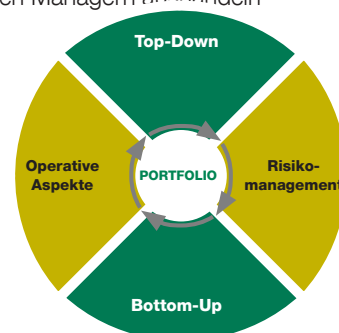 Top-Down
Operative
Aspekte
PORTFOLIO
Risiko-
management
Bottom-Up